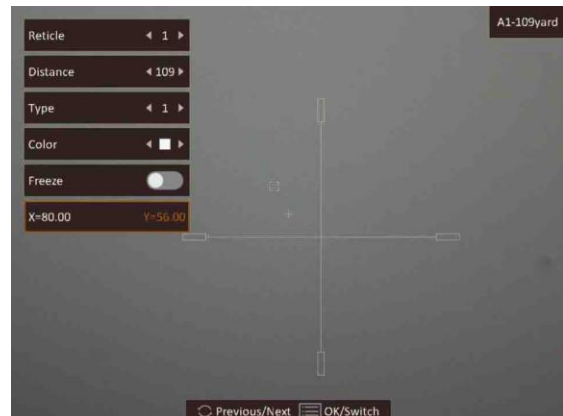 A1-109yard
Reticle 1
Distance 109
Type 1
Color
Freeze
X=80.00 Y=56.00
Previous/Next OK/Switch